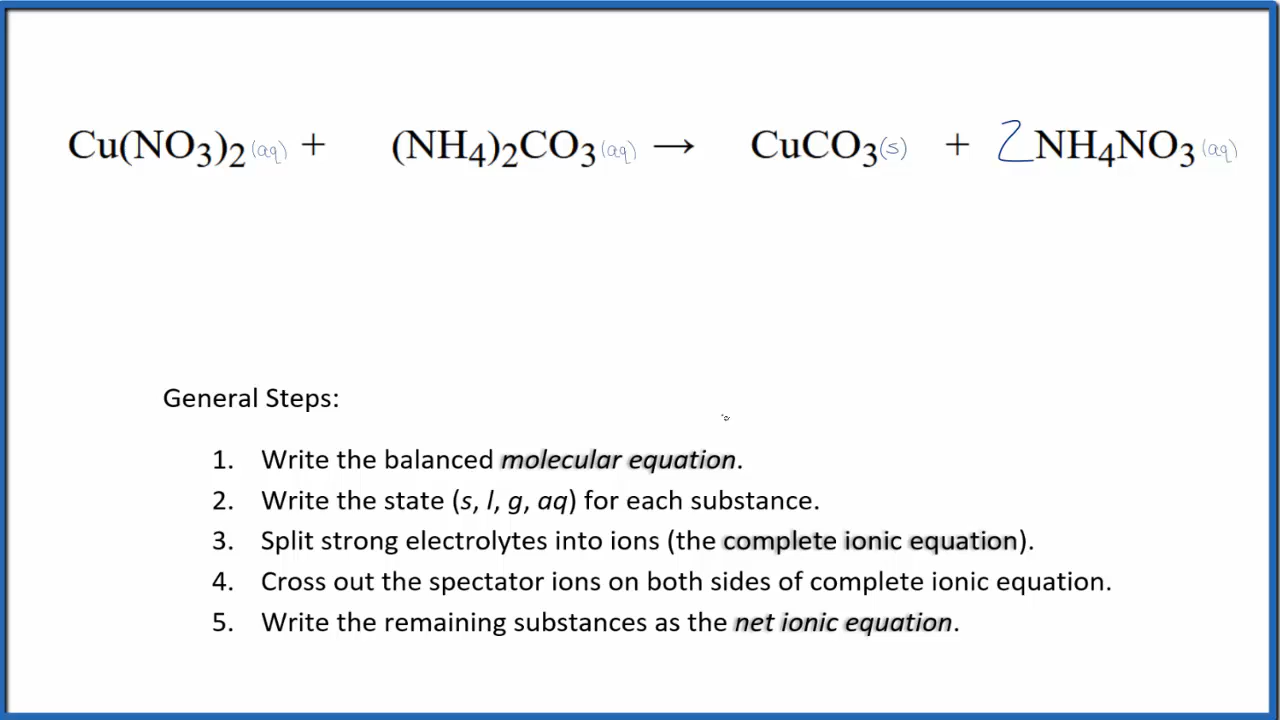 Cu(NO₃)₂(aq) + (NH₄)₂CO₃(aq) → CuCO₃(s) + 2NH₄NO₃(aq)
General Steps:
1. Write the balanced molecular equation.
2. Write the state (s, l, g, aq) for each substance.
3. Split strong electrolytes into ions (the complete ionic equation).
4. Cross out the spectator ions on both sides of complete ionic equation.
5. Write the remaining substances as the net ionic equation.